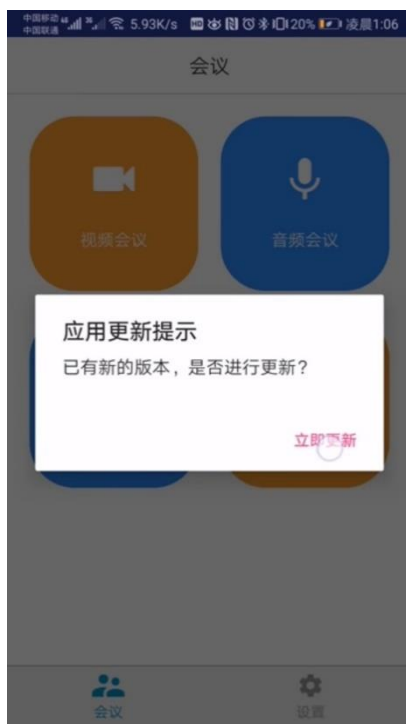 中国移动 46 5.93K/s HD 20% 凌晨1:06
中国联通
会议
视频会议 音频会议
应用更新提示
已有新的版本，是否进行更新？
立即更新
会议 设置